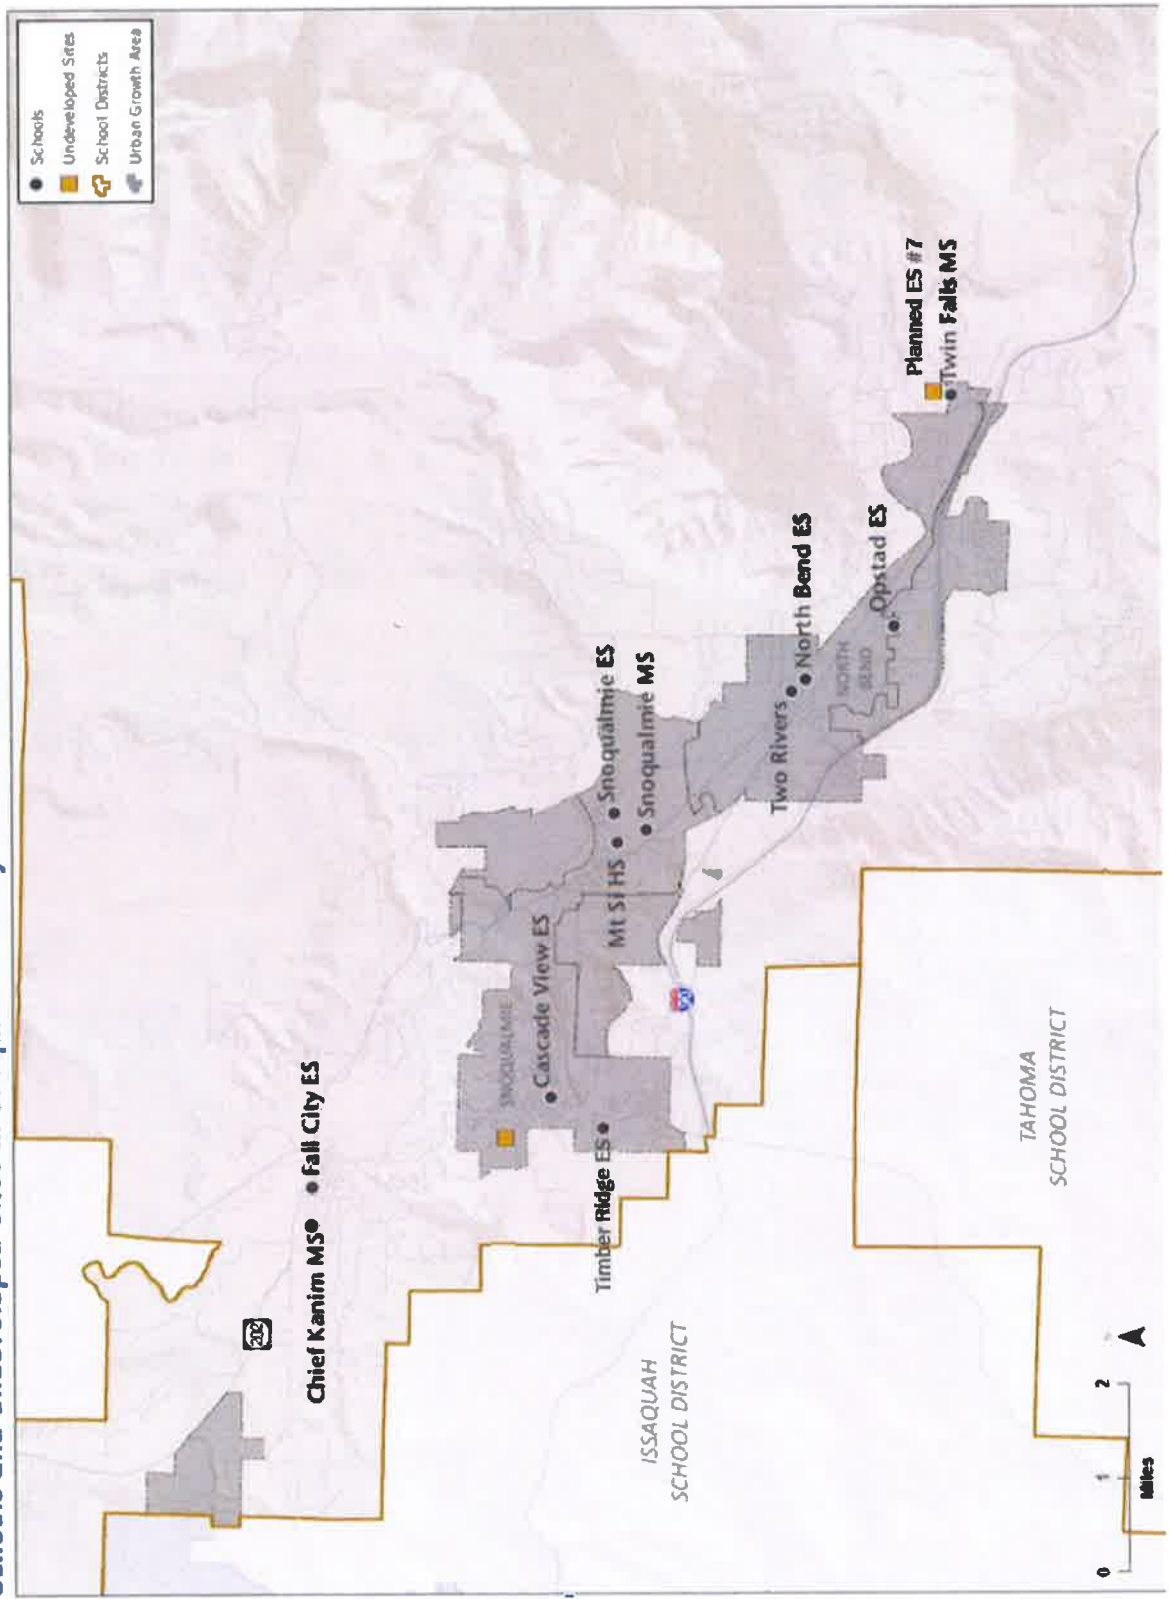 Schools
Undeveloped Sites
School Districts
Urban Growth Area
202
Chief Kanim MS
Fall City ES
SNOQUALMIE
Cascade View ES
Timber Ridge ES
Mt Si HS
Snoqualmie ES
Snoqualmie MS
90
Two Rivers
North Bend ES
NORTH
BEND
Opstad ES
Planned ES #7
Twin Falls MS
ISSAQUAH
SCHOOL DISTRICT
TAHOMA
SCHOOL DISTRICT
0 1 2
Miles